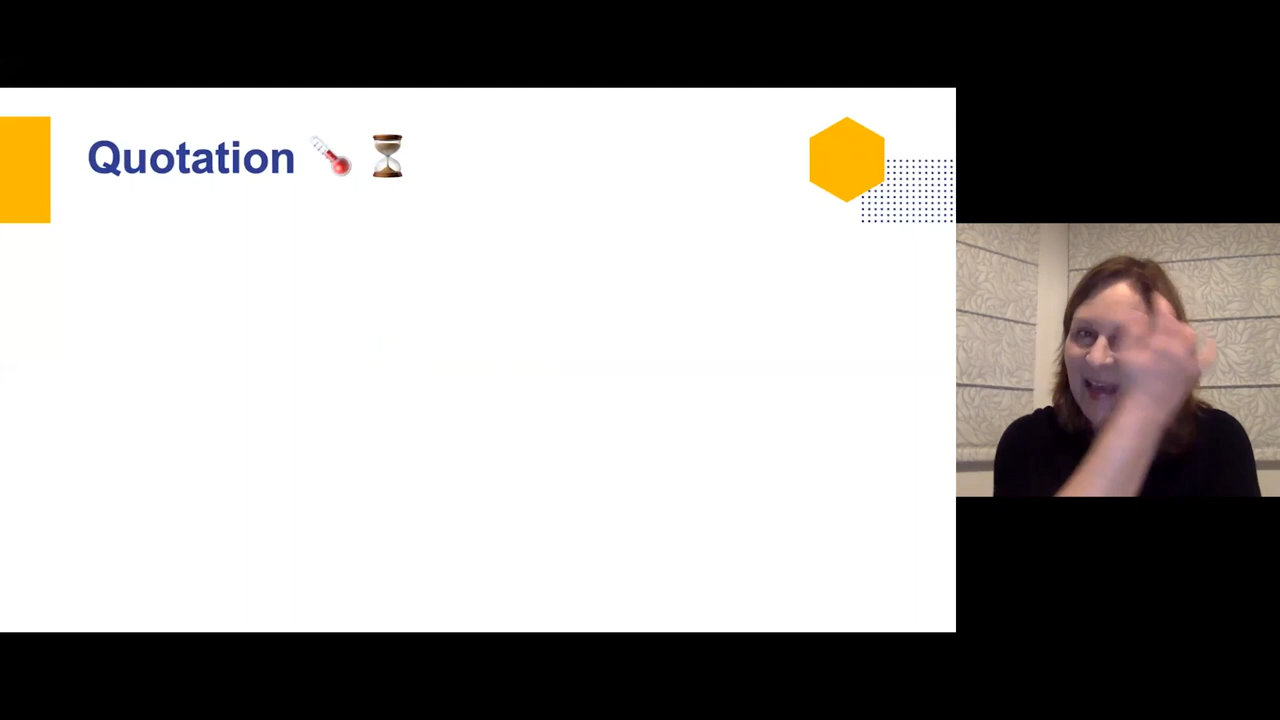 Quotation 🌡️ ⏳